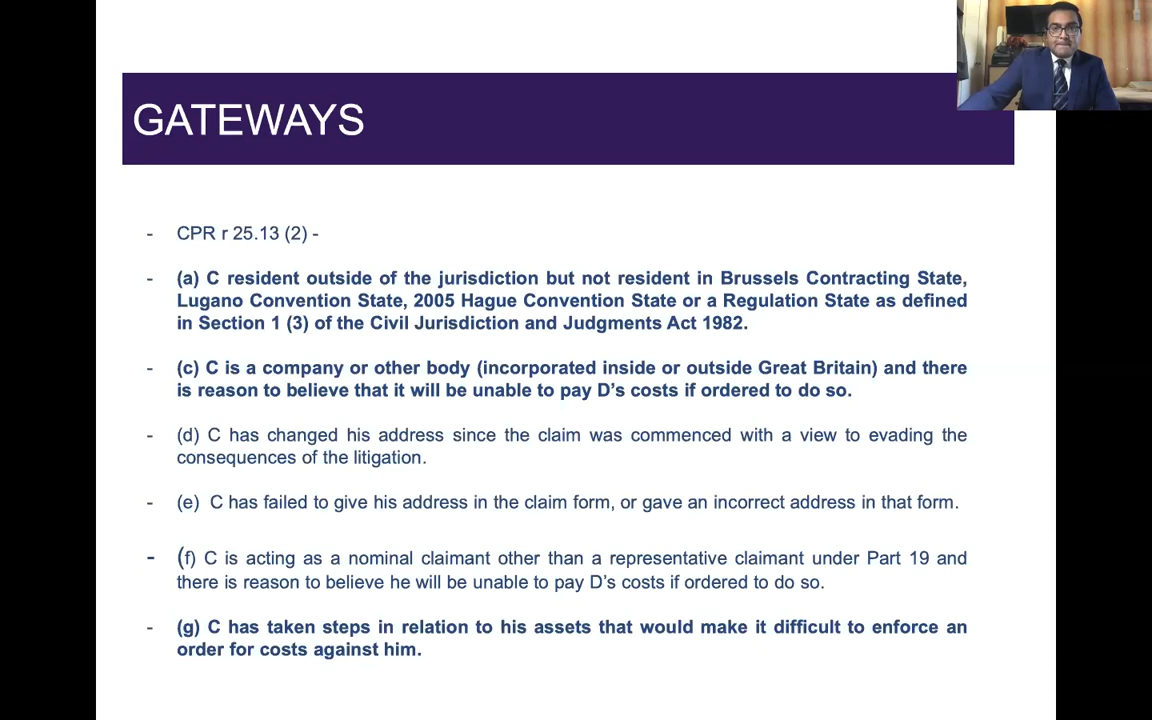 GATEWAYS
- CPR r 25.13 (2) -
- (a) C resident outside of the jurisdiction but not resident in Brussels Contracting State,
Lugano Convention State, 2005 Hague Convention State or a Regulation State as defined
in Section 1 (3) of the Civil Jurisdiction and Judgments Act 1982.
- (c) C is a company or other body (incorporated inside or outside Great Britain) and there
is reason to believe that it will be unable to pay D's costs if ordered to do so.
- (d) C has changed his address since the claim was commenced with a view to evading the
consequences of the litigation.
- (e) C has failed to give his address in the claim form, or gave an incorrect address in that form.
- (f) C is acting as a nominal claimant other than a representative claimant under Part 19 and
there is reason to believe he will be unable to pay D's costs if ordered to do so.
- (g) C has taken steps in relation to his assets that would make it difficult to enforce an
order for costs against him.